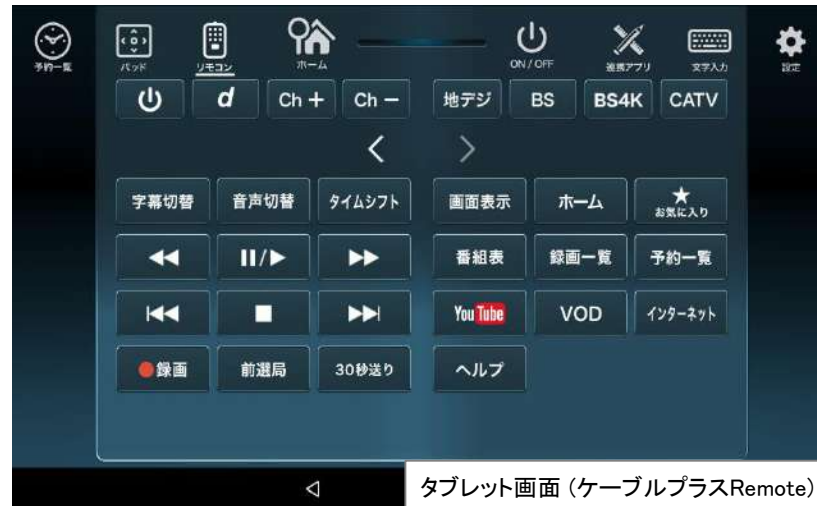 予約一覧 パッド リモコン ホーム ON/OFF 連携アプリ 文字入力 設定
d Ch + Ch − 地デジ BS BS4K CATV
字幕切替 音声切替 タイムシフト 画面表示 ホーム お気に入り
番組表 録画一覧 予約一覧
YouTube VOD インターネット
録画 前選局 30秒送り ヘルプ
タブレット画面（ケーブルプラスRemote）